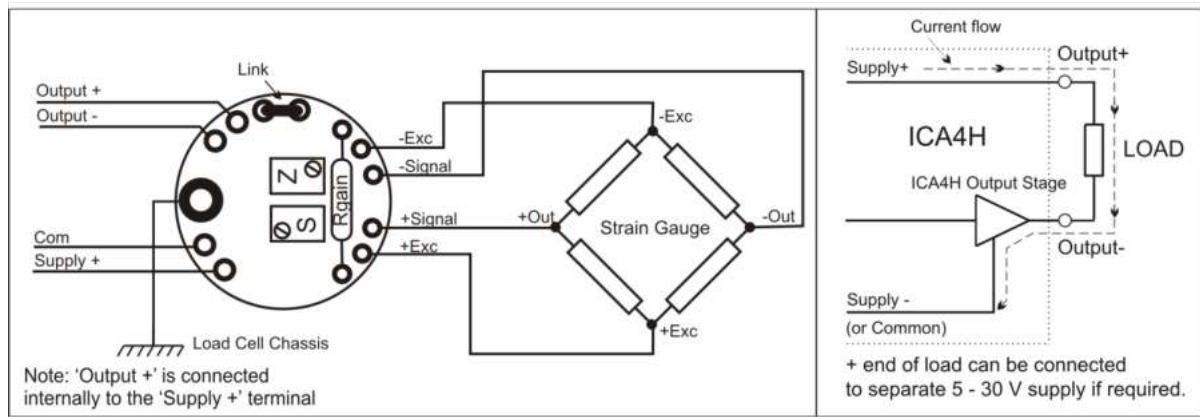 Link
Output +
Output -
-Exc
-Signal
Z
S
Rgain
+Signal
+Exc
Com
Supply +
Load Cell Chassis
Note: 'Output +' is connected
internally to the 'Supply +' terminal
-Exc
+Out
Strain Gauge
-Out
+Exc
Current flow
Output+
Supply+
ICA4H
LOAD
ICA4H Output Stage
Output-
Supply -
(or Common)
+ end of load can be connected
to separate 5 - 30 V supply if required.